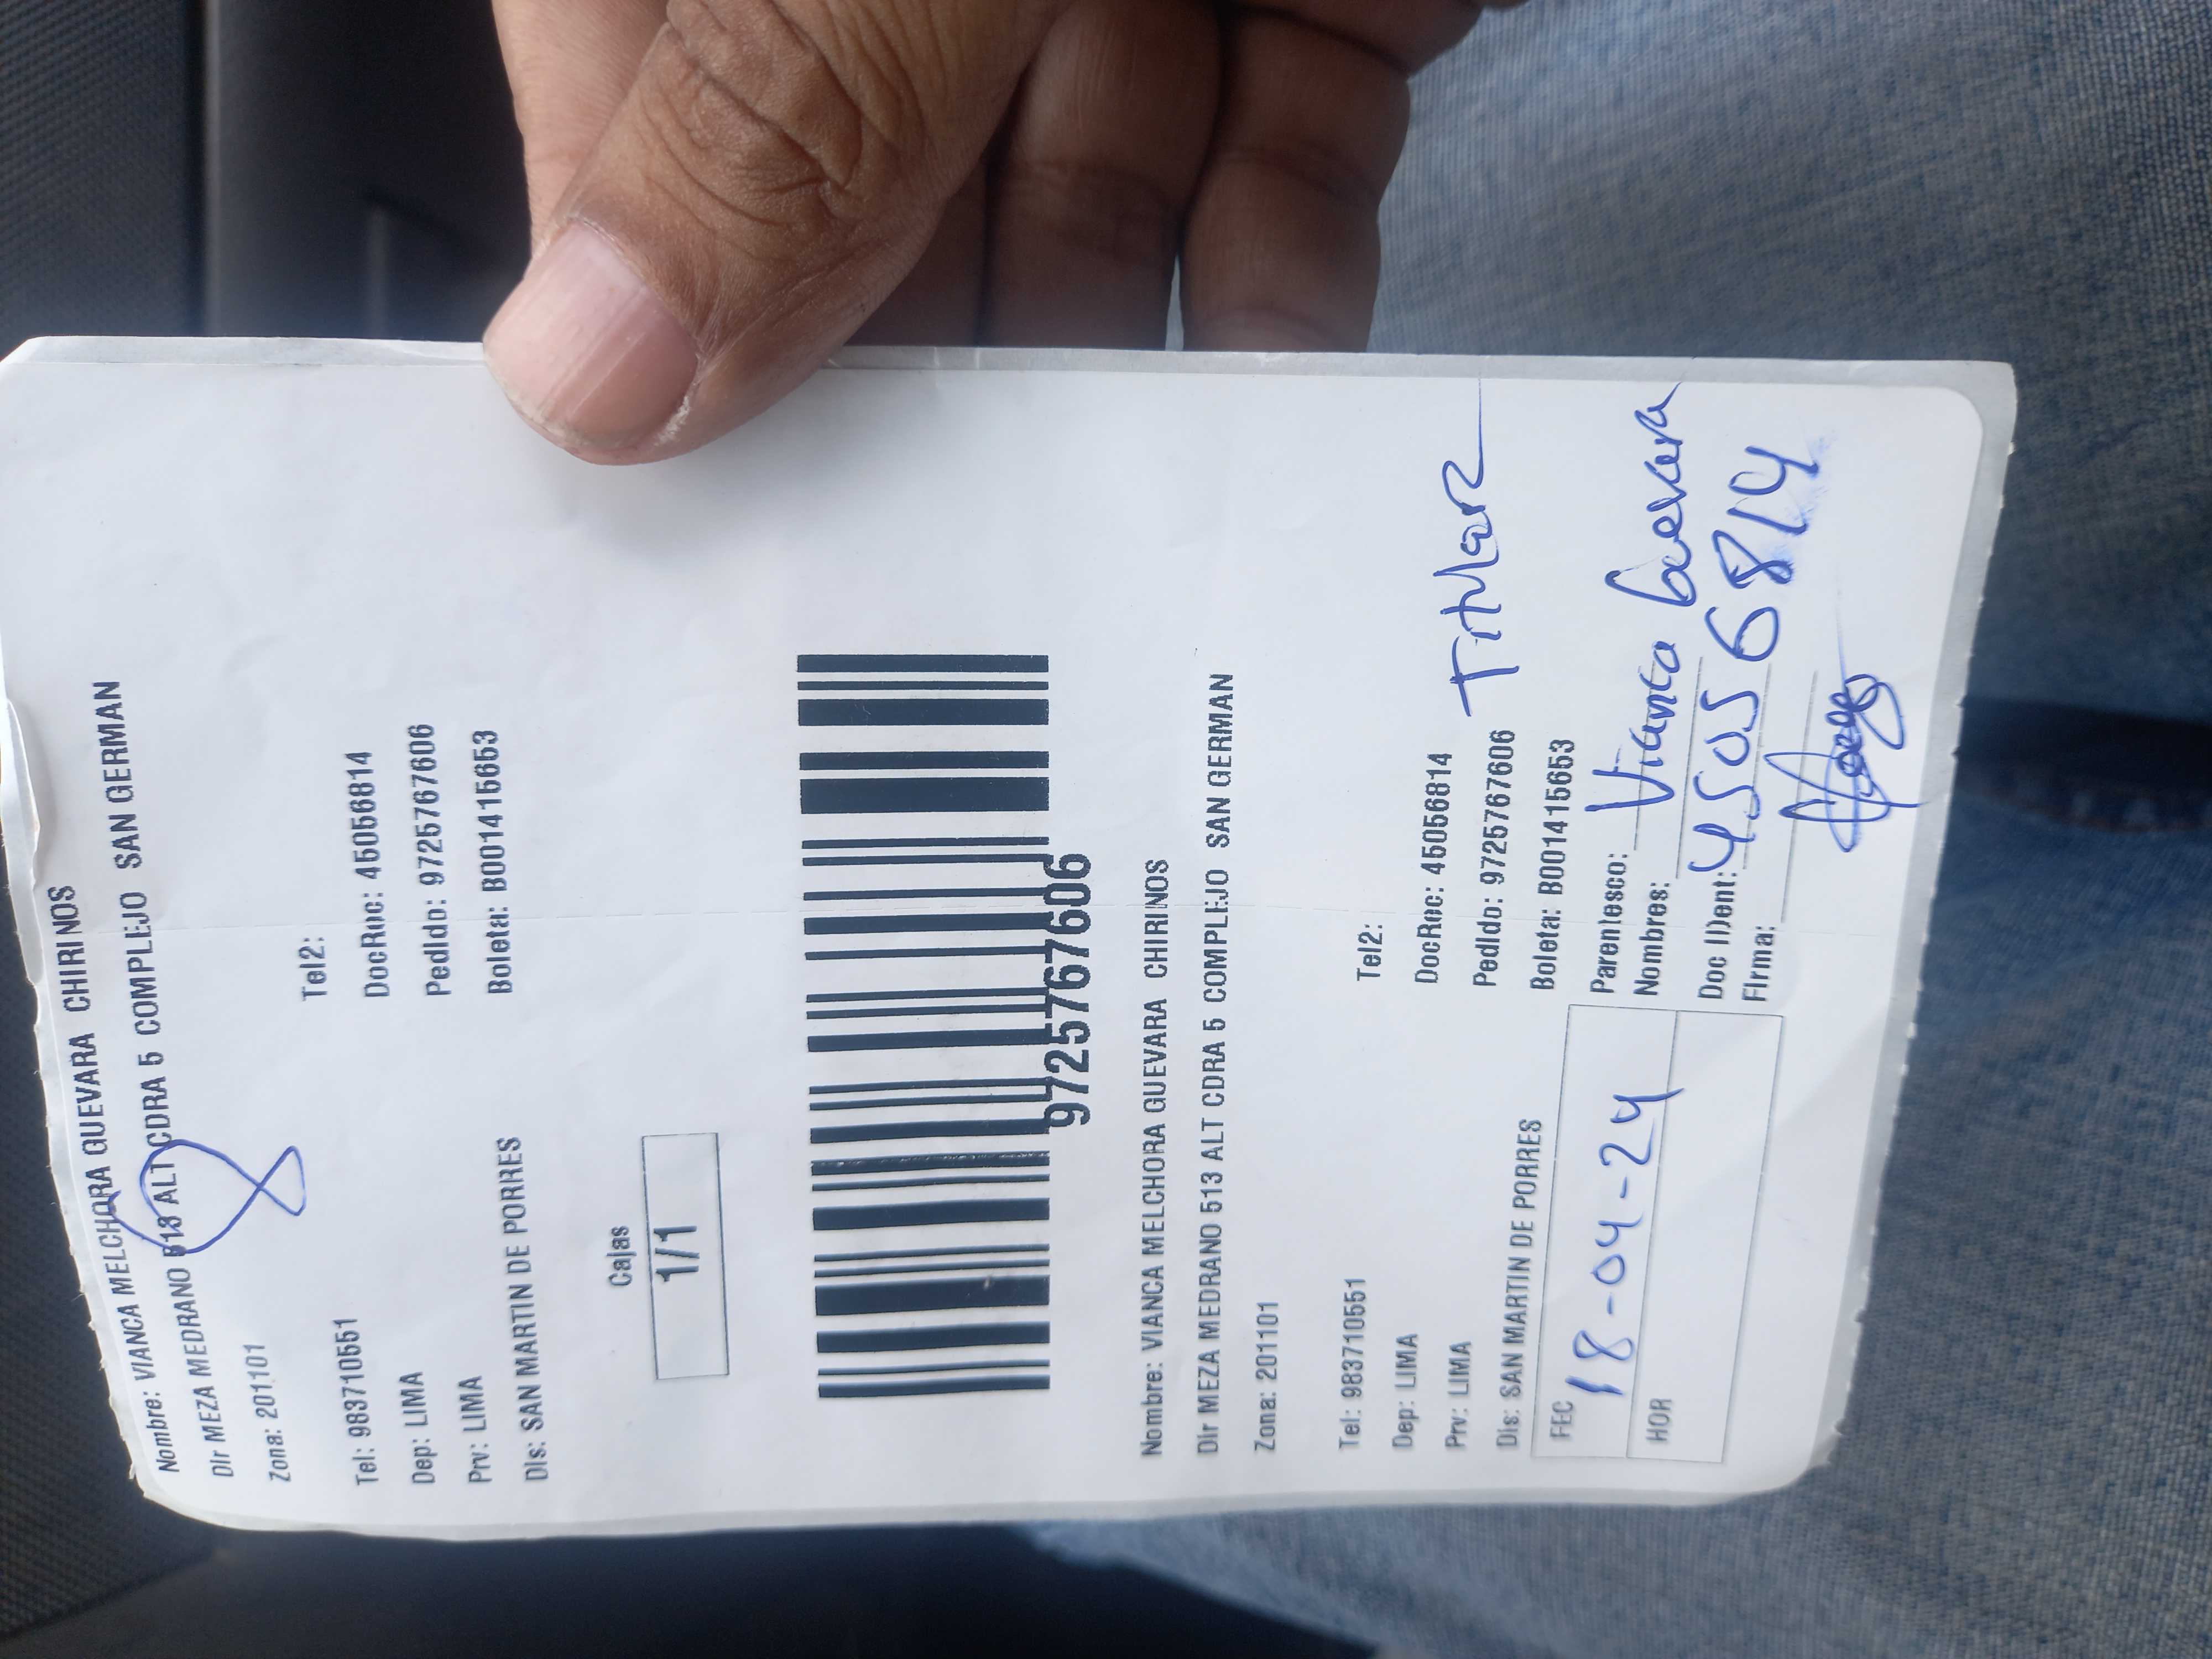 Nombre: VIANCA MELCHORA GUEVARA CHIRINOS
Dir MEZA MEDRANO 513 ALT CDRA 5 COMPLEJO SAN GERMAN
8
Zona: 201101
Tel: 983710551 Tel2:
Dep: LIMA DocRec: 45056814
Prv: LIMA Pedido: 9725767606
Dis: SAN MARTIN DE PORRES Boleta: B001415653
Cajas
1/1
9725767606
Nombre: VIANCA MELCHORA GUEVARA CHIRINOS
Dir MEZA MEDRANO 513 ALT CDRA 5 COMPLEJO SAN GERMAN
Zona: 201101
Tel: 983710551 Tel2:
Dep: LIMA DocRec: 45056814
Prv: LIMA Pedido: 9725767606 Titular
Dis: SAN MARTIN DE PORRES Boleta: B001415653
FEC 18-04-24 Parentesco: Vianca Guevara
Nombres:
HOR Doc IDent: 45056814
Firma: